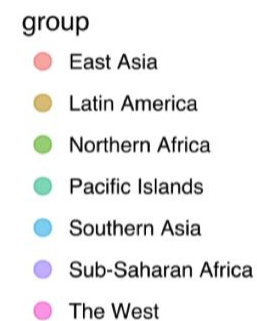 group
East Asia
Latin America
Northern Africa
Pacific Islands
Southern Asia
Sub-Saharan Africa
The West